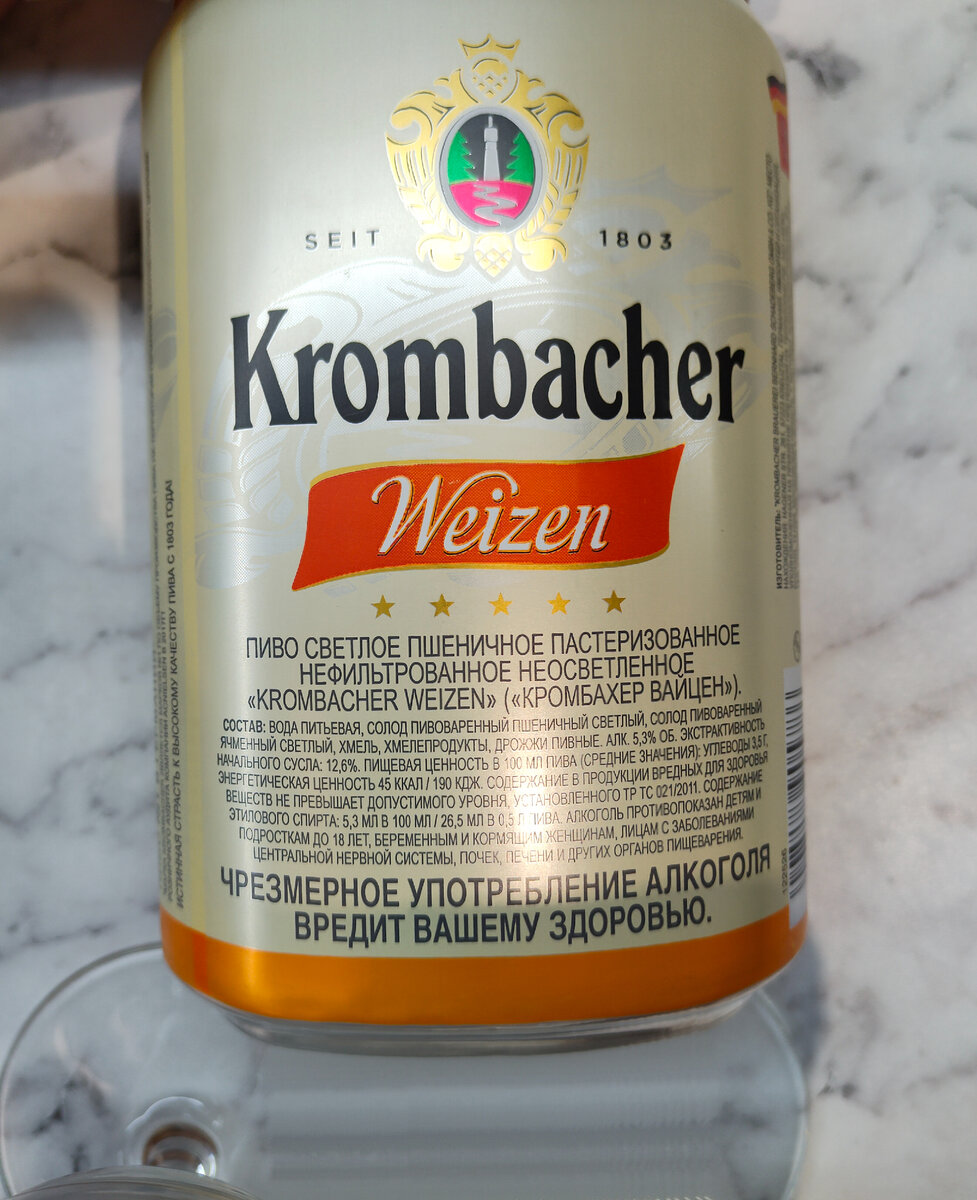 SEIT 1803
Krombacher
Weizen
ПИВО СВЕТЛОЕ ПШЕНИЧНОЕ ПАСТЕРИЗОВАННОЕ
НЕФИЛЬТРОВАННОЕ НЕОСВЕТЛЕННОЕ
«KROMBACHER WEIZEN» («КРОМБАХЕР ВАЙЦЕН»).
СОСТАВ: ВОДА ПИТЬЕВАЯ, СОЛОД ПИВОВАРЕННЫЙ ПШЕНИЧНЫЙ СВЕТЛЫЙ, СОЛОД ПИВОВАРЕННЫЙ
ЯЧМЕННЫЙ СВЕТЛЫЙ, ХМЕЛЬ, ХМЕЛЕПРОДУКТЫ, ДРОЖЖИ ПИВНЫЕ. АЛК. 5,3% ОБ. ЭКСТРАКТИВНОСТЬ
НАЧАЛЬНОГО СУСЛА: 12,6%. ПИЩЕВАЯ ЦЕННОСТЬ В 100 МЛ ПИВА (СРЕДНИЕ ЗНАЧЕНИЯ): УГЛЕВОДЫ 3,5 Г,
ЭНЕРГЕТИЧЕСКАЯ ЦЕННОСТЬ 45 ККАЛ / 190 КДЖ. СОДЕРЖАНИЕ В ПРОДУКЦИИ ВРЕДНЫХ ДЛЯ ЗДОРОВЬЯ
ВЕЩЕСТВ НЕ ПРЕВЫШАЕТ ДОПУСТИМОГО УРОВНЯ, УСТАНОВЛЕННОГО ТР ТС 021/2011. СОДЕРЖАНИЕ
ЭТИЛОВОГО СПИРТА: 5,3 МЛ В 100 МЛ / 26,5 МЛ В 0,5 Л ПИВА. АЛКОГОЛЬ ПРОТИВОПОКАЗАН ДЕТЯМ И
ПОДРОСТКАМ ДО 18 ЛЕТ, БЕРЕМЕННЫМ И КОРМЯЩИМ ЖЕНЩИНАМ, ЛИЦАМ С ЗАБОЛЕВАНИЯМИ
ЦЕНТРАЛЬНОЙ НЕРВНОЙ СИСТЕМЫ, ПОЧЕК, ПЕЧЕНИ И ДРУГИХ ОРГАНОВ ПИЩЕВАРЕНИЯ.
ЧРЕЗМЕРНОЕ УПОТРЕБЛЕНИЕ АЛКОГОЛЯ
ВРЕДИТ ВАШЕМУ ЗДОРОВЬЮ.
ИСТИННАЯ СТРАСТЬ К ВЫСОКОМУ КАЧЕСТВУ ПИВА С 1803 ГОДА!
ИЗГОТОВИТЕЛЬ: "KROMBACHER BRAUEREI BERNHARD SCHADEBERG